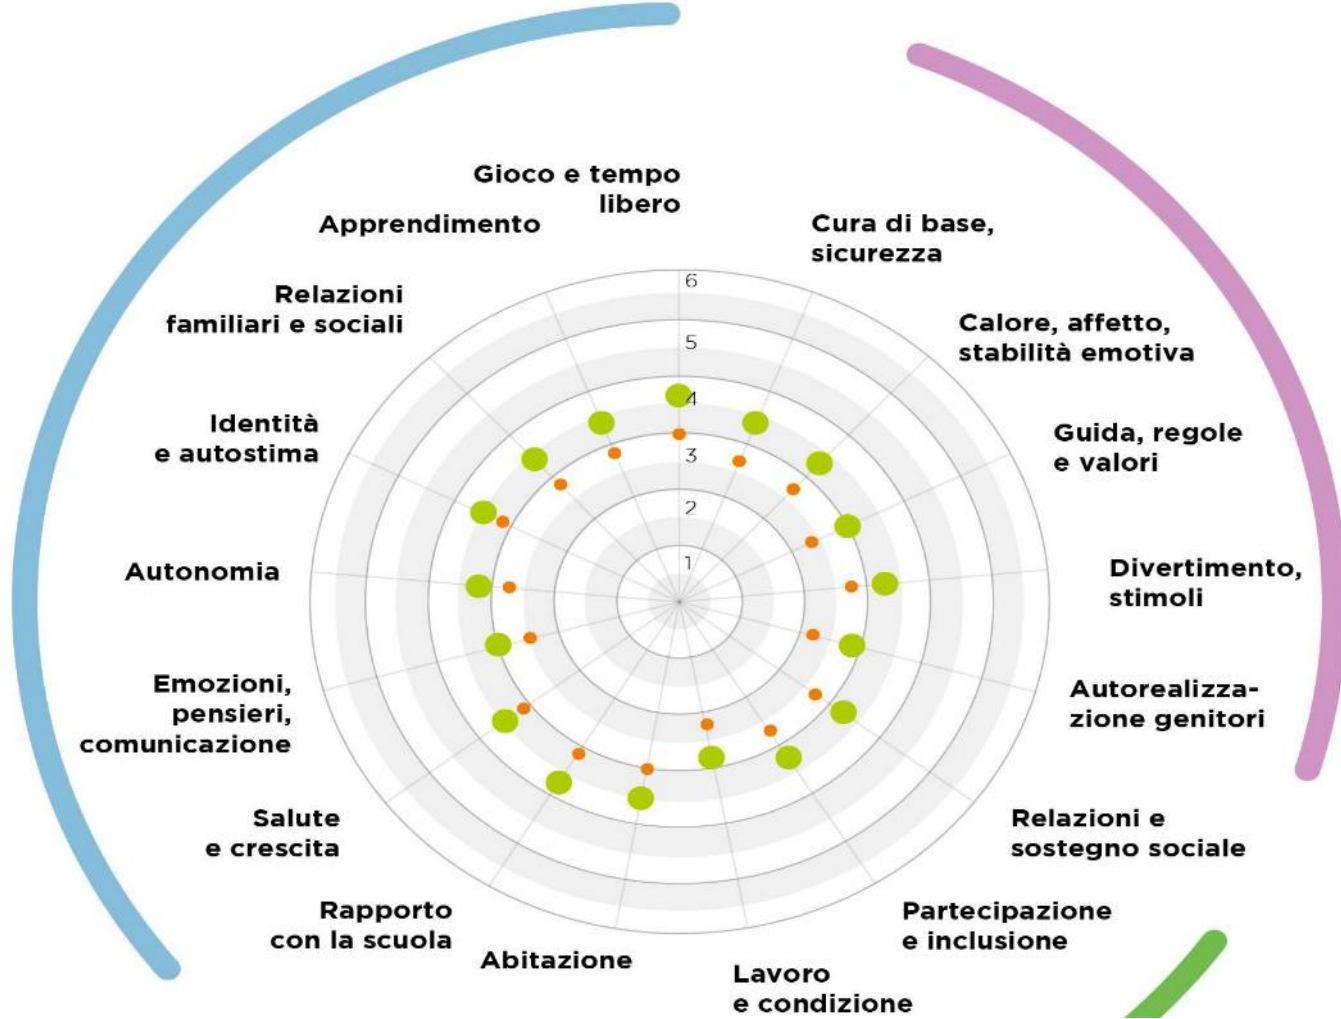 Gioco e tempo
libero
Apprendimento
Cura di base,
sicurezza
Relazioni
familiari e sociali
Calore, affetto,
stabilità emotiva
Identità
e autostima
Guida, regole
e valori
Autonomia
Divertimento,
stimoli
Emozioni,
pensieri,
comunicazione
Autorealizza-
zione genitori
Salute
e crescita
Relazioni e
sostegno sociale
Rapporto
con la scuola
Partecipazione
e inclusione
Abitazione
Lavoro
e condizione
6
5
4
3
2
1